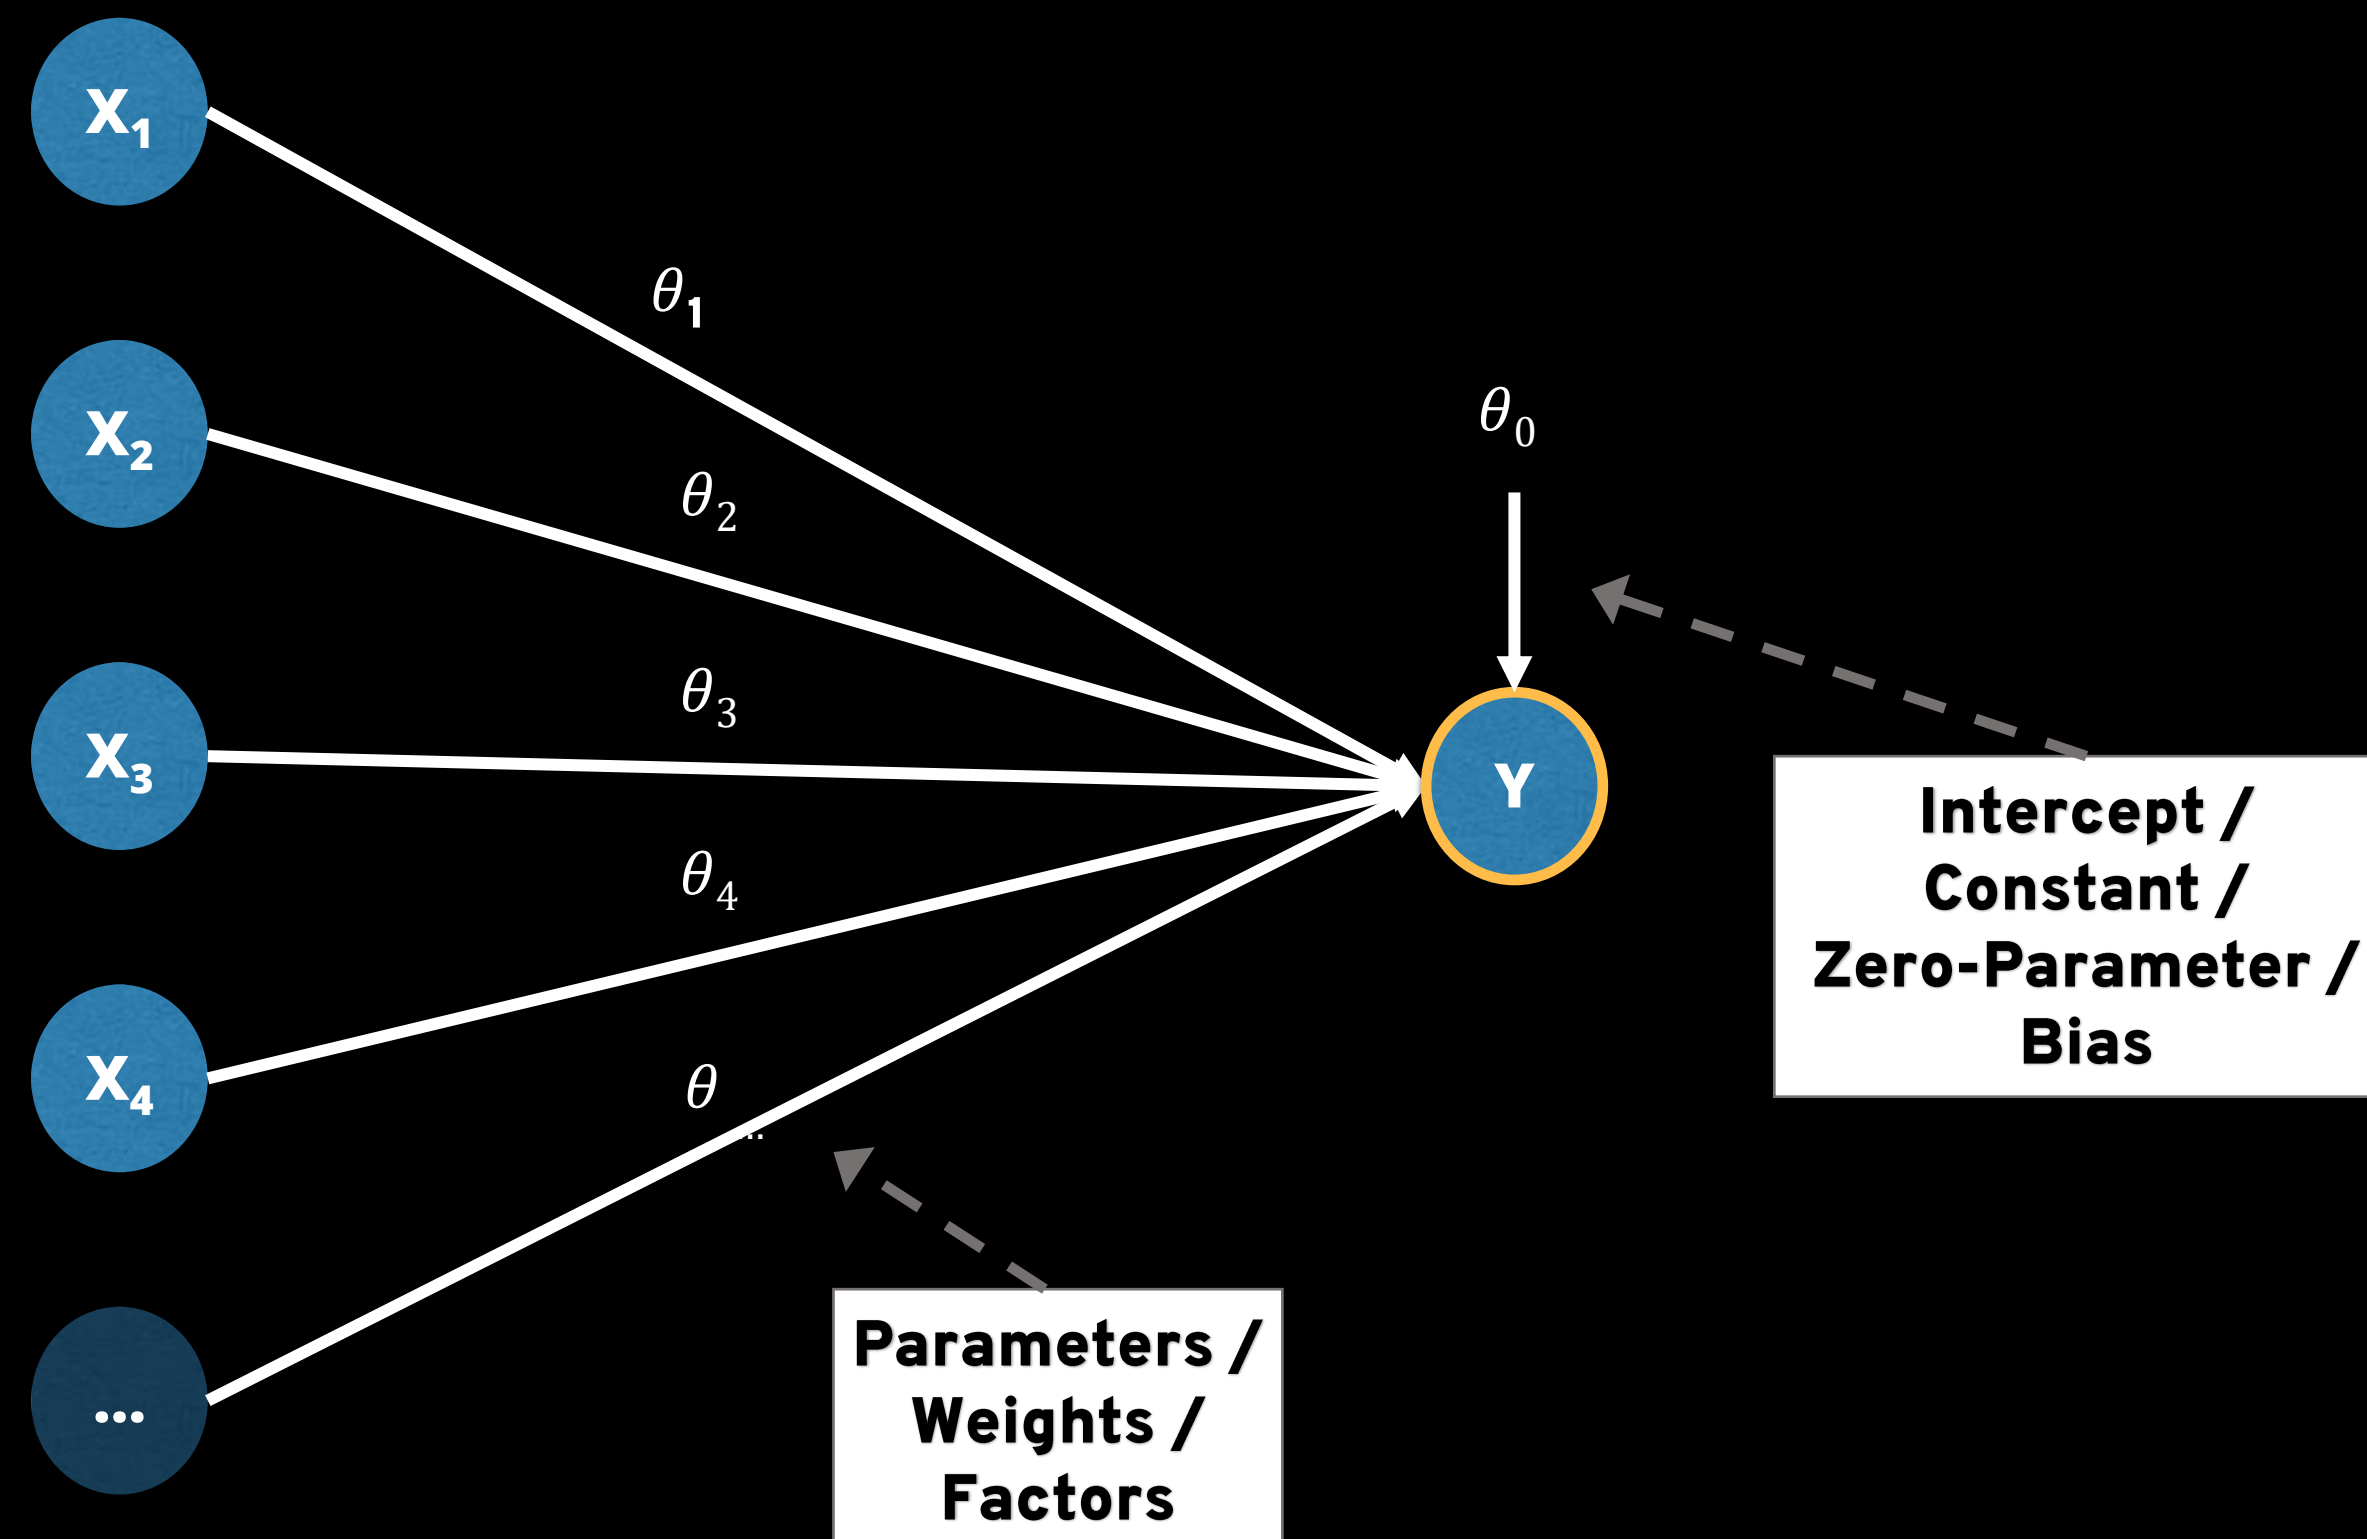 X₁
θ₁
X₂
θ₀
θ₂
X₃
θ₃
Y
Intercept /
Constant /
Zero-Parameter /
Bias
θ₄
X₄
θ
...
Parameters /
Weights /
Factors
...